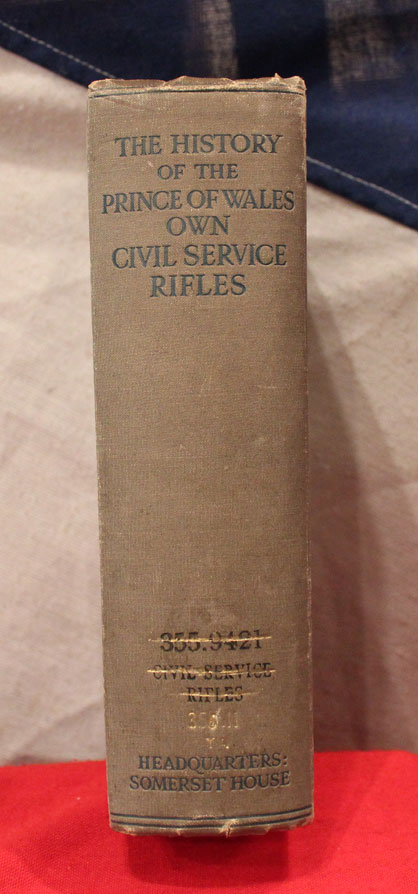 THE HISTORY
OF THE
PRINCE OF WALES
OWN
CIVIL SERVICE
RIFLES
355.9421
CIVIL SERVICE
RIFLES
HEADQUARTERS:
SOMERSET HOUSE